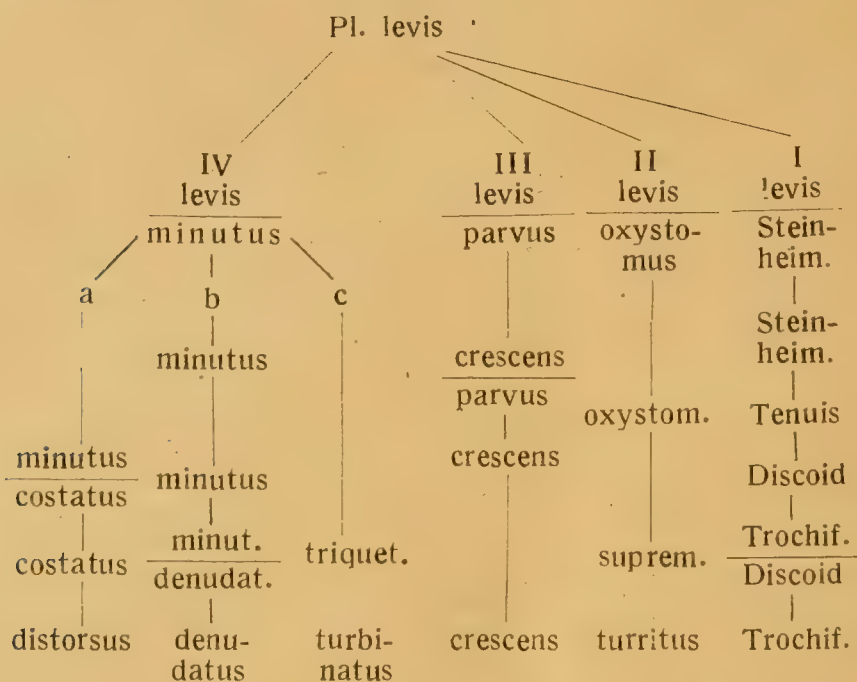 Pl. levis
IV III II I
levis levis levis levis
minutus parvus oxysto- Stein-
mus heim.
a b c
minutus crescens Stein-
heim.
parvus
oxystom. Tenuis
minutus crescens
costatus minutus Discoid
minut. Trochif.
costatus denudat. triquet. suprem. Discoid
distorsus denu- turbi- crescens turritus Trochif.
datus natus